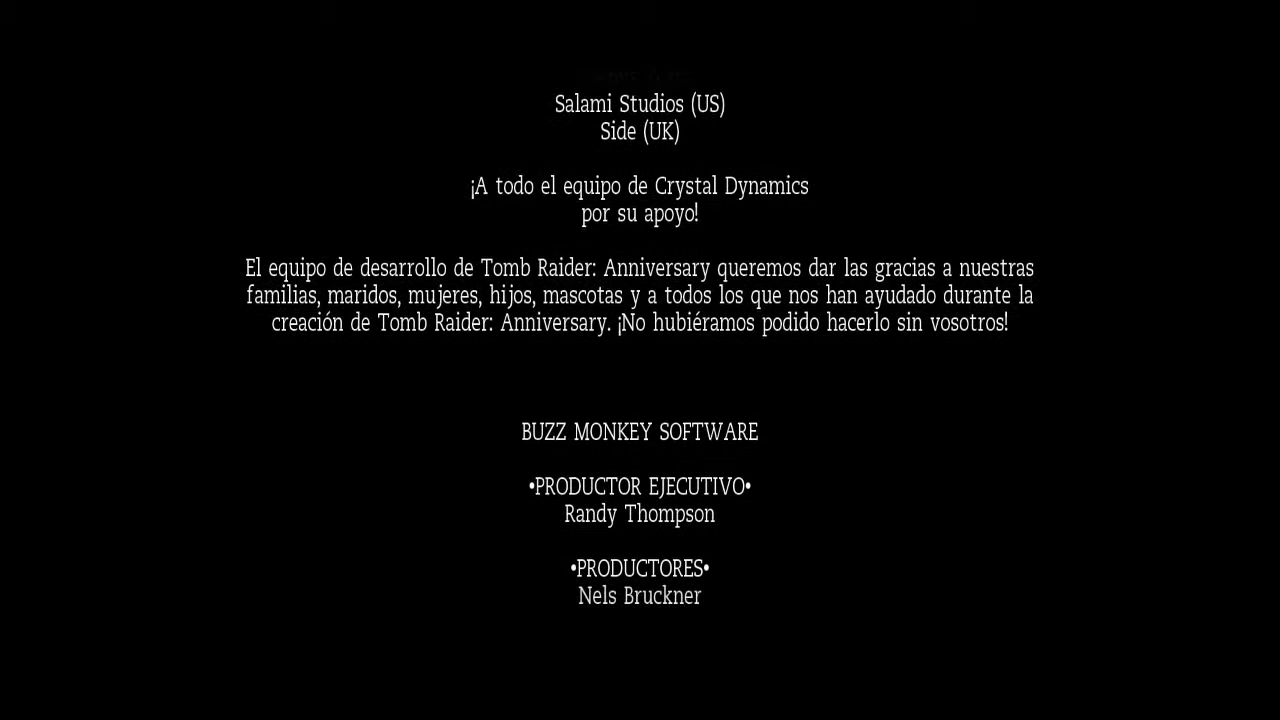 Salami Studios (US)
Side (UK)
¡A todo el equipo de Crystal Dynamics
por su apoyo!
El equipo de desarrollo de Tomb Raider: Anniversary queremos dar las gracias a nuestras
familias, maridos, mujeres, hijos, mascotas y a todos los que nos han ayudado durante la
creación de Tomb Raider: Anniversary. ¡No hubiéramos podido hacerlo sin vosotros!
BUZZ MONKEY SOFTWARE
•PRODUCTOR EJECUTIVO•
Randy Thompson
•PRODUCTORES•
Nels Bruckner